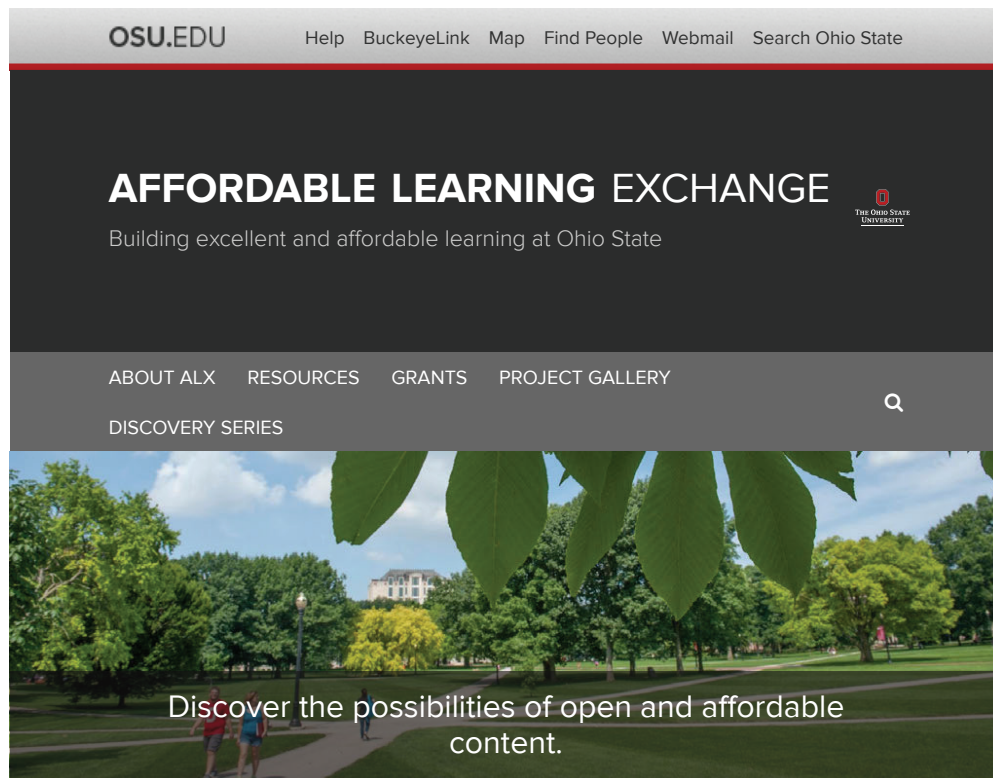 OSU.EDU Help BuckeyeLink Map Find People Webmail Search Ohio State
AFFORDABLE LEARNING EXCHANGE
Building excellent and affordable learning at Ohio State
THE OHIO STATE
UNIVERSITY
ABOUT ALX RESOURCES GRANTS PROJECT GALLERY
DISCOVERY SERIES
Discover the possibilities of open and affordable
content.